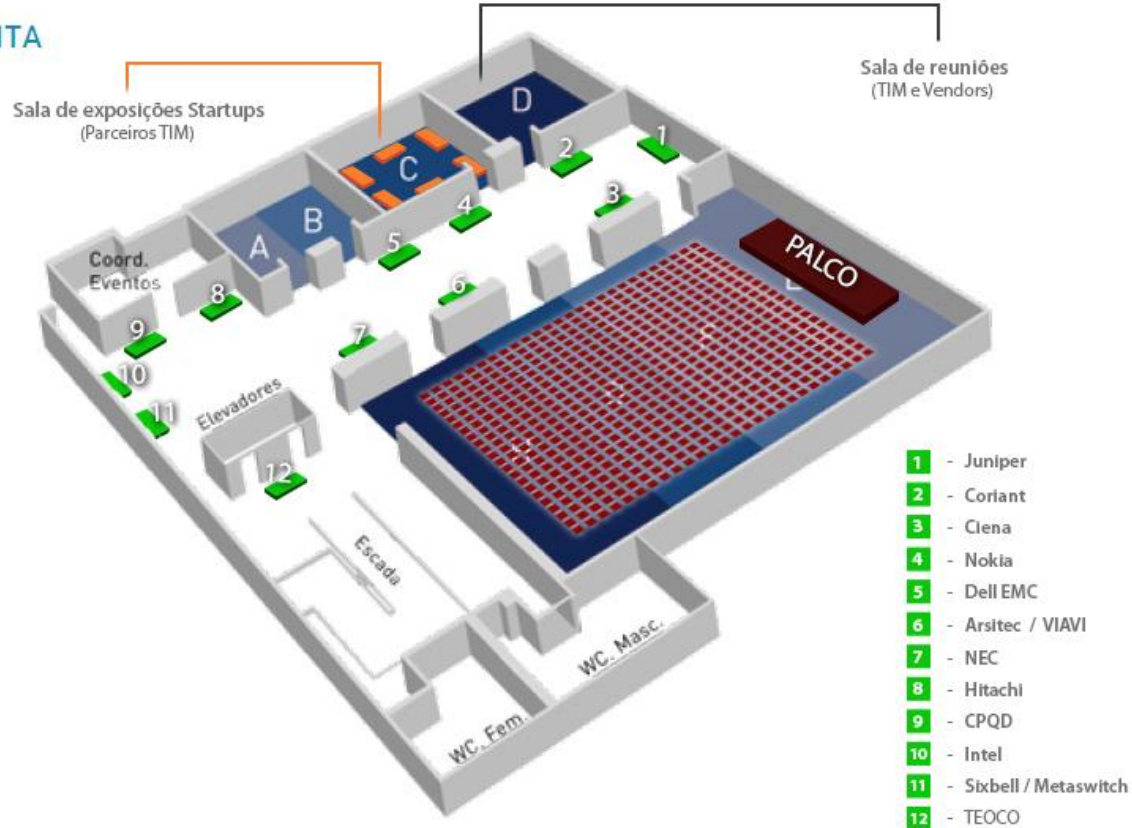 NTA
Sala de exposições Startups
(Parceiros TIM)
Sala de reuniões
(TIM e Vendors)
D
C
B
A
1
2
3
4
5
6
7
8
9
10
11
12
PALCO
Coord.
Eventos
Elevadores
Escada
WC. Masc.
WC. Fem.
1 - Juniper
2 - Coriant
3 - Ciena
4 - Nokia
5 - Dell EMC
6 - Arsitec / VIAVI
7 - NEC
8 - Hitachi
9 - CPQD
10 - Intel
11 - Sixbell / Metaswitch
12 - TEOCO